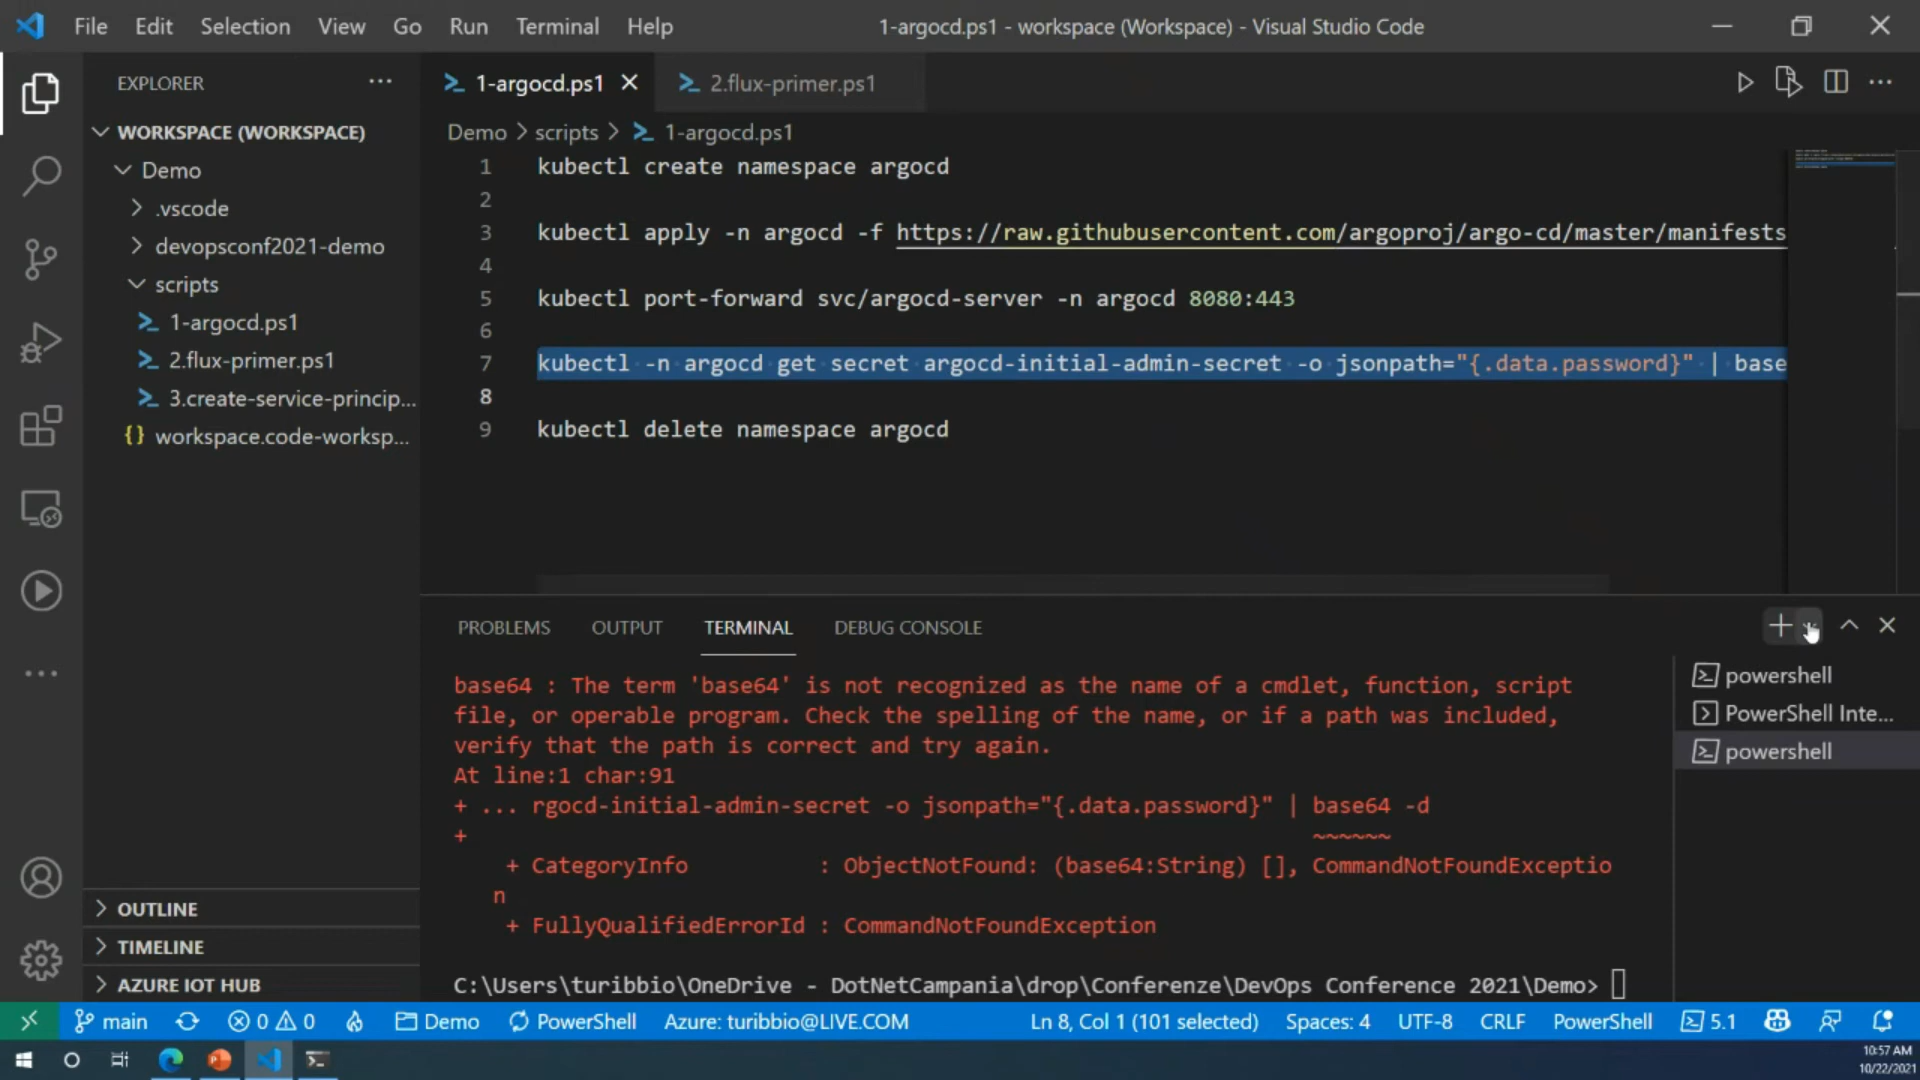 File Edit Selection View Go Run Terminal Help
1-argocd.ps1 - workspace (Workspace) - Visual Studio Code
EXPLORER
WORKSPACE (WORKSPACE)
Demo
.vscode
devopsconf2021-demo
scripts
1-argocd.ps1
2.flux-primer.ps1
3.create-service-princip...
workspace.code-worksp...
OUTLINE
TIMELINE
AZURE IOT HUB
1-argocd.ps1
2.flux-primer.ps1
Demo > scripts > 1-argocd.ps1
1 kubectl create namespace argocd
2
3 kubectl apply -n argocd -f https://raw.githubusercontent.com/argoproj/argo-cd/master/manifests
4
5 kubectl port-forward svc/argocd-server -n argocd 8080:443
6
7 kubectl -n argocd get secret argocd-initial-admin-secret -o jsonpath="{.data.password}" | base
8
9 kubectl delete namespace argocd
PROBLEMS OUTPUT TERMINAL DEBUG CONSOLE
base64 : The term 'base64' is not recognized as the name of a cmdlet, function, script
file, or operable program. Check the spelling of the name, or if a path was included,
verify that the path is correct and try again.
At line:1 char:91
+ ... rgocd-initial-admin-secret -o jsonpath="{.data.password}" | base64 -d
+ ~~~~~~
+ CategoryInfo : ObjectNotFound: (base64:String) [], CommandNotFoundExceptio
n
+ FullyQualifiedErrorId : CommandNotFoundException
C:\Users\turibbio\OneDrive - DotNetCampania\drop\Conferenze\DevOps Conference 2021\Demo>
powershell
PowerShell Inte...
powershell
main 0 0 Demo PowerShell Azure: turibbio@LIVE.COM Ln 8, Col 1 (101 selected) Spaces: 4 UTF-8 CRLF PowerShell 5.1
10:57 AM
10/22/2021